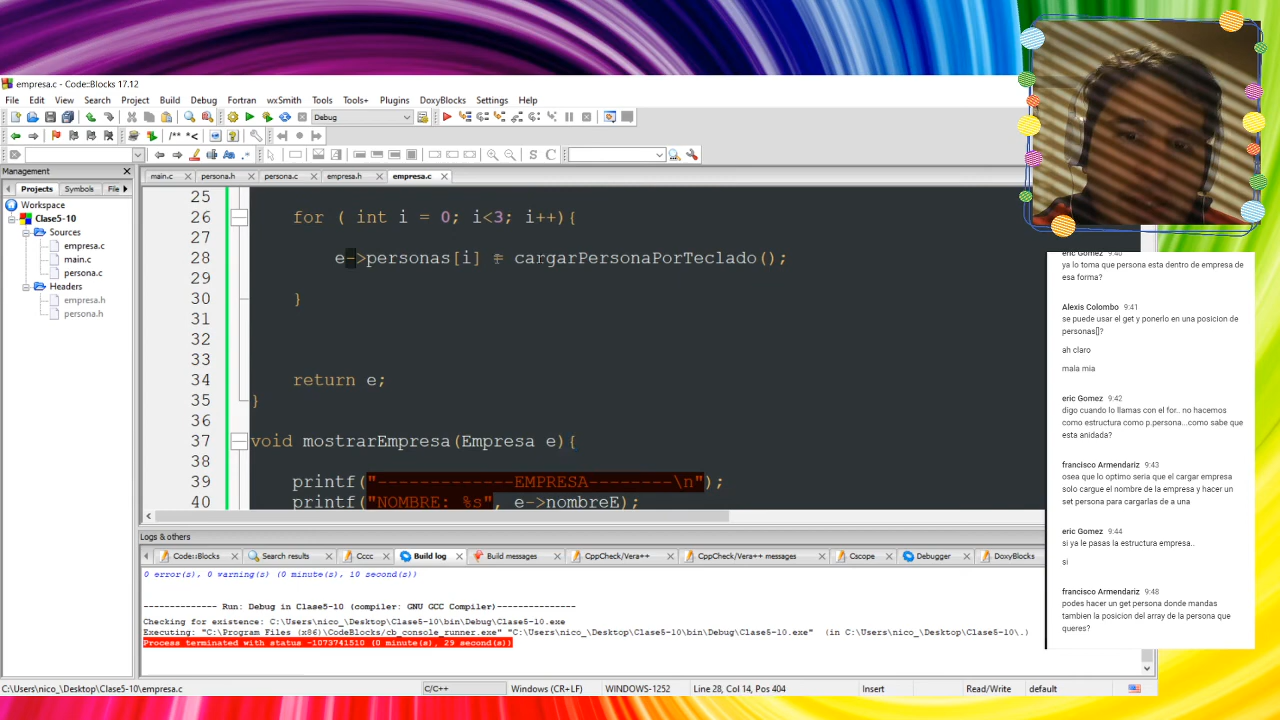 empresa.c - Code::Blocks 17.12
File Edit View Search Project Build Debug Fortran wxSmith Tools Tools+ Plugins DoxyBlocks Settings Help
Debug
Management
main.c persona.h persona.c empresa.h empresa.c
Projects Symbols File
Workspace
Clase5-10
Sources
empresa.c
main.c
persona.c
Headers
empresa.h
persona.h
25
26 for ( int i = 0; i<3; i++){
27
28 e->personas[i] = cargarPersonaPorTeclado();
29
30 }
31
32
33
34 return e;
35 }
36
37 void mostrarEmpresa(Empresa e){
38
39 printf("-------------EMPRESA--------\n");
40 printf("NOMBRE: %s", e->nombreE);
Logs & others
Code::Blocks Search results Cccc Build log Build messages CppCheck/Vera++ CppCheck/Vera++ messages Cscope Debugger DoxyBlocks
0 error(s), 0 warning(s) (0 minute(s), 10 second(s))
-------------- Run: Debug in Clase5-10 (compiler: GNU GCC Compiler)---------------
Checking for existence: C:\Users\nico_\Desktop\Clase5-10\bin\Debug\Clase5-10.exe
Executing: "C:\Program Files (x86)\CodeBlocks/cb_console_runner.exe" "C:\Users\nico_\Desktop\Clase5-10\bin\Debug\Clase5-10.exe" (in C:\Users\nico_\Desktop\Clase5-10\.)
Process terminated with status -1073741510 (0 minute(s), 29 second(s))
C:\Users\nico_\Desktop\Clase5-10\empresa.c C/C++ Windows (CR+LF) WINDOWS-1252 Line 28, Col 14, Pos 404 Insert Read/Write default
eric Gomez 9:40
ya lo toma que persona esta dentro de empresa de
esa forma?
Alexis Colombo 9:41
se puede usar el get y ponerlo en una posicion de
personas[]?
ah claro
mala mia
eric Gomez 9:42
digo cuando lo llamas con el for.. no hacemos
como estructura como p.persona...como sabe que
esta anidada?
francisco Armendariz 9:43
osea que lo optimo seria que el cargar empresa
solo cargue el nombre de la empresa y hacer un
set persona para cargarlas de a una
eric Gomez 9:44
si ya le pasas la estructura empresa..
si
francisco Armendariz 9:48
podes hacer un get persona donde mandas
tambien la posicion del array de la persona que
queres?